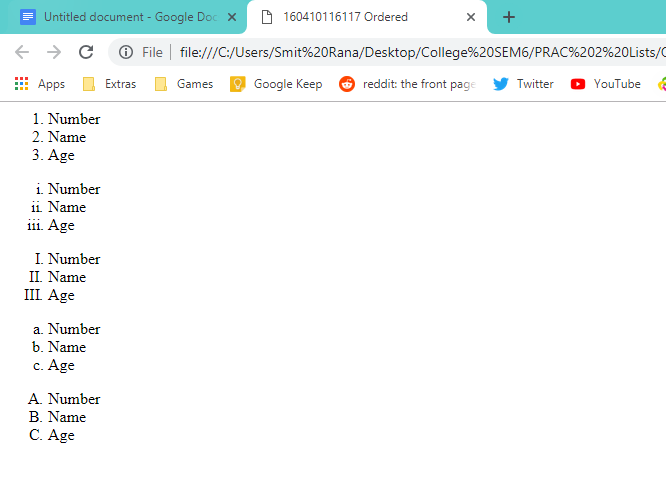 Untitled document - Google Doc
160410116117 Ordered
File
file:///C:/Users/Smit%20Rana/Desktop/College%20SEM6/PRAC%202%20Lists/
Apps Extras Games Google Keep reddit: the front page Twitter YouTube
1. Number
2. Name
3. Age
i. Number
ii. Name
iii. Age
I. Number
II. Name
III. Age
a. Number
b. Name
c. Age
A. Number
B. Name
C. Age